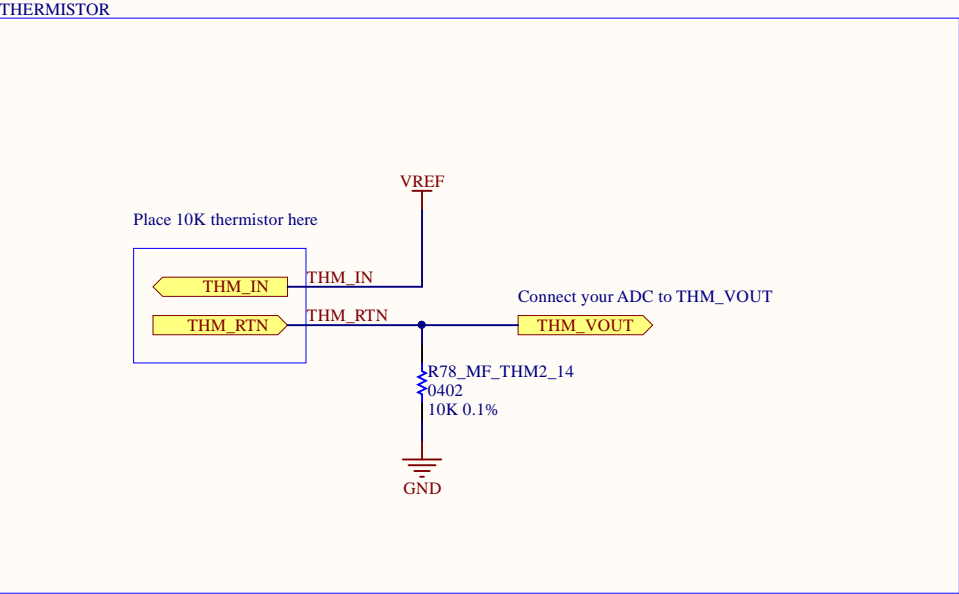 THERMISTOR
VREF
Place 10K thermistor here
THM_IN
THM_IN
Connect your ADC to THM_VOUT
THM_RTN
THM_RTN
THM_VOUT
R78_MF_THM2_14
0402
10K 0.1%
GND